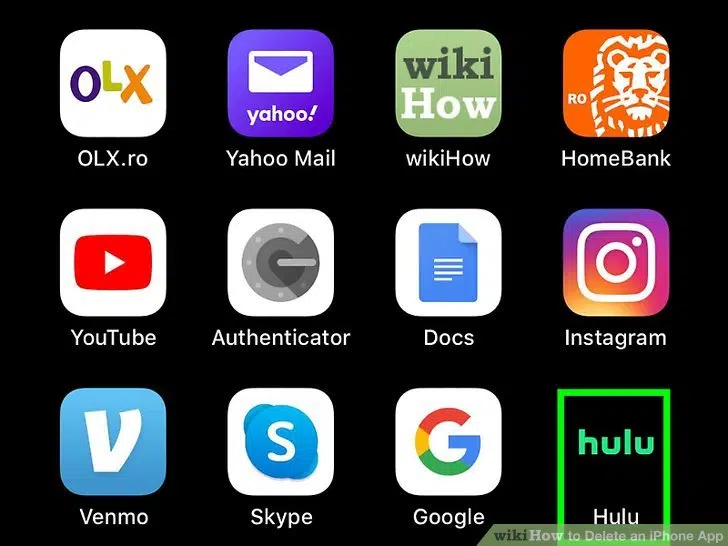 OLX
yahoo!
wiki
How
RO
OLX.ro
Yahoo Mail
wikiHow
HomeBank
YouTube
Authenticator
Docs
Instagram
V
S
G
hulu
Venmo
Skype
Google
Hulu
wikiHow to Delete an iPhone App